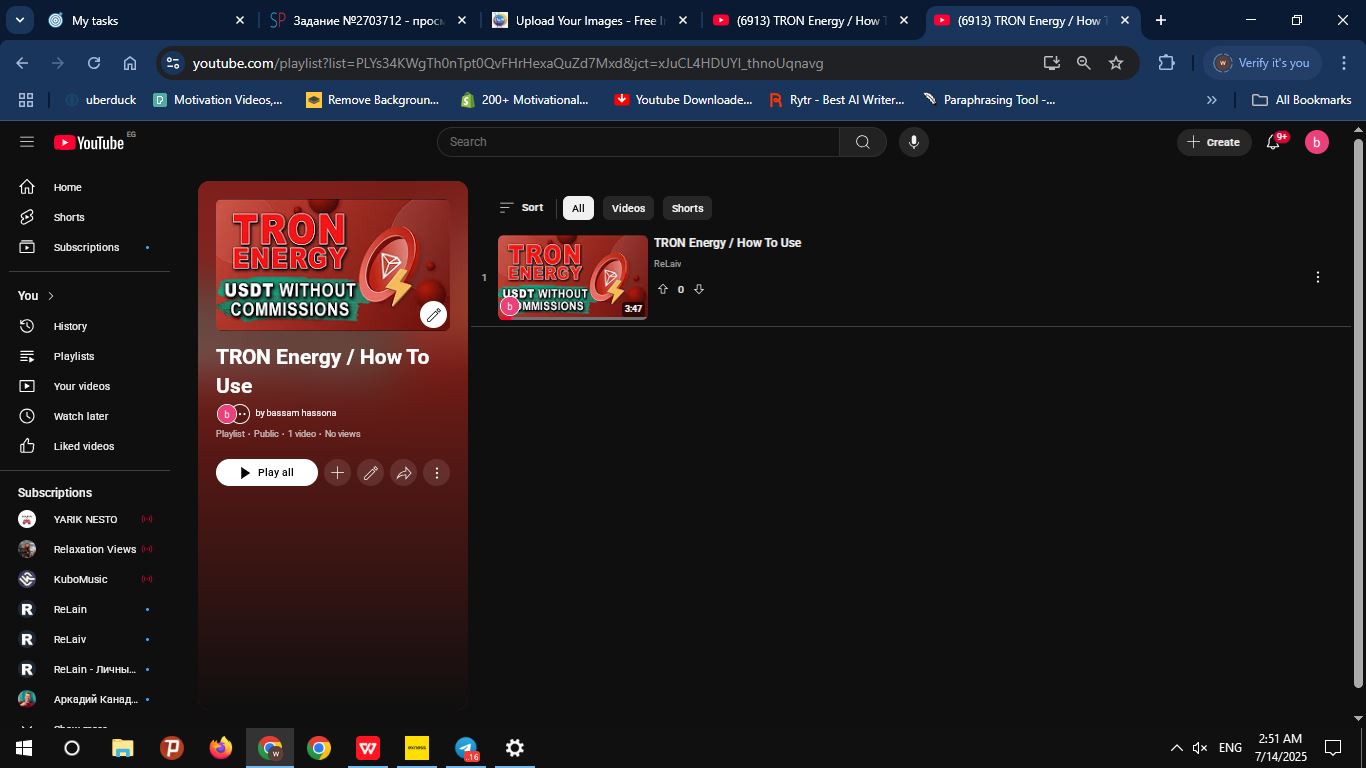 My tasks
Задание №2703712 - просм
Upload Your Images - Free In
(6913) TRON Energy / How T
(6913) TRON Energy / How T
youtube.com/playlist?list=PLYs34KWgTh0nTpt0QvFHrHexaQuZd7Mxd&jct=xJuCL4HDUYI_thnoUqnavg
Verify it's you
uberduck
Motivation Videos,...
Remove Backgroun...
200+ Motivational...
Youtube Downloade...
Rytr - Best AI Writer...
Paraphrasing Tool -...
All Bookmarks
YouTube EG
Search
Create
9+
b
Home
Shorts
Subscriptions
You
History
Playlists
Your videos
Watch later
Liked videos
Subscriptions
YARIK NESTO
Relaxation Views
KuboMusic
ReLain
ReLaiv
ReLain - Личны...
Аркадий Канад...
TRON
ENERGY
USDT WITHOUT
COMMISSIONS
TRON Energy / How To
Use
b
by bassam hassona
Playlist · Public · 1 video · No views
Play all
Sort
All
Videos
Shorts
1
TRON
ENERGY
USDT WITHOUT
COMMISSIONS
b
3:47
TRON Energy / How To Use
ReLaiv
0
exness
..16
ENG
2:51 AM
7/14/2025